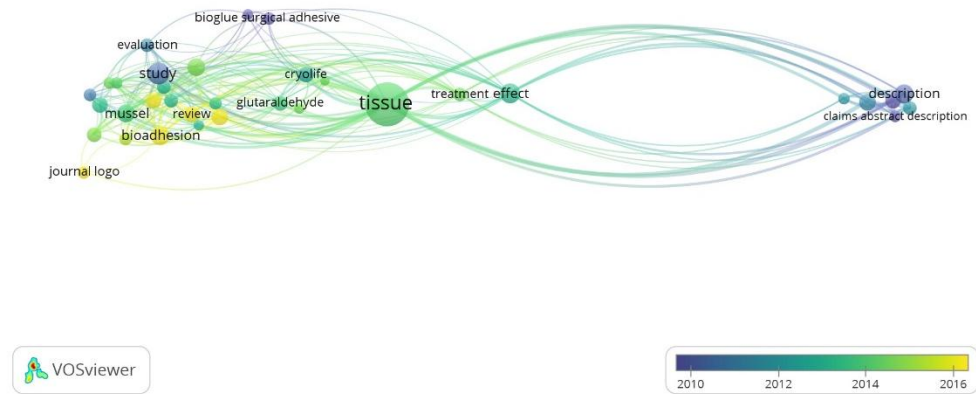 bioglue surgical adhesive
evaluation
study
cryolife
tissue
treatment effect
description
glutaraldehyde
mussel
review
claims abstract description
bioadhesion
journal logo
VOSviewer
2010
2012
2014
2016